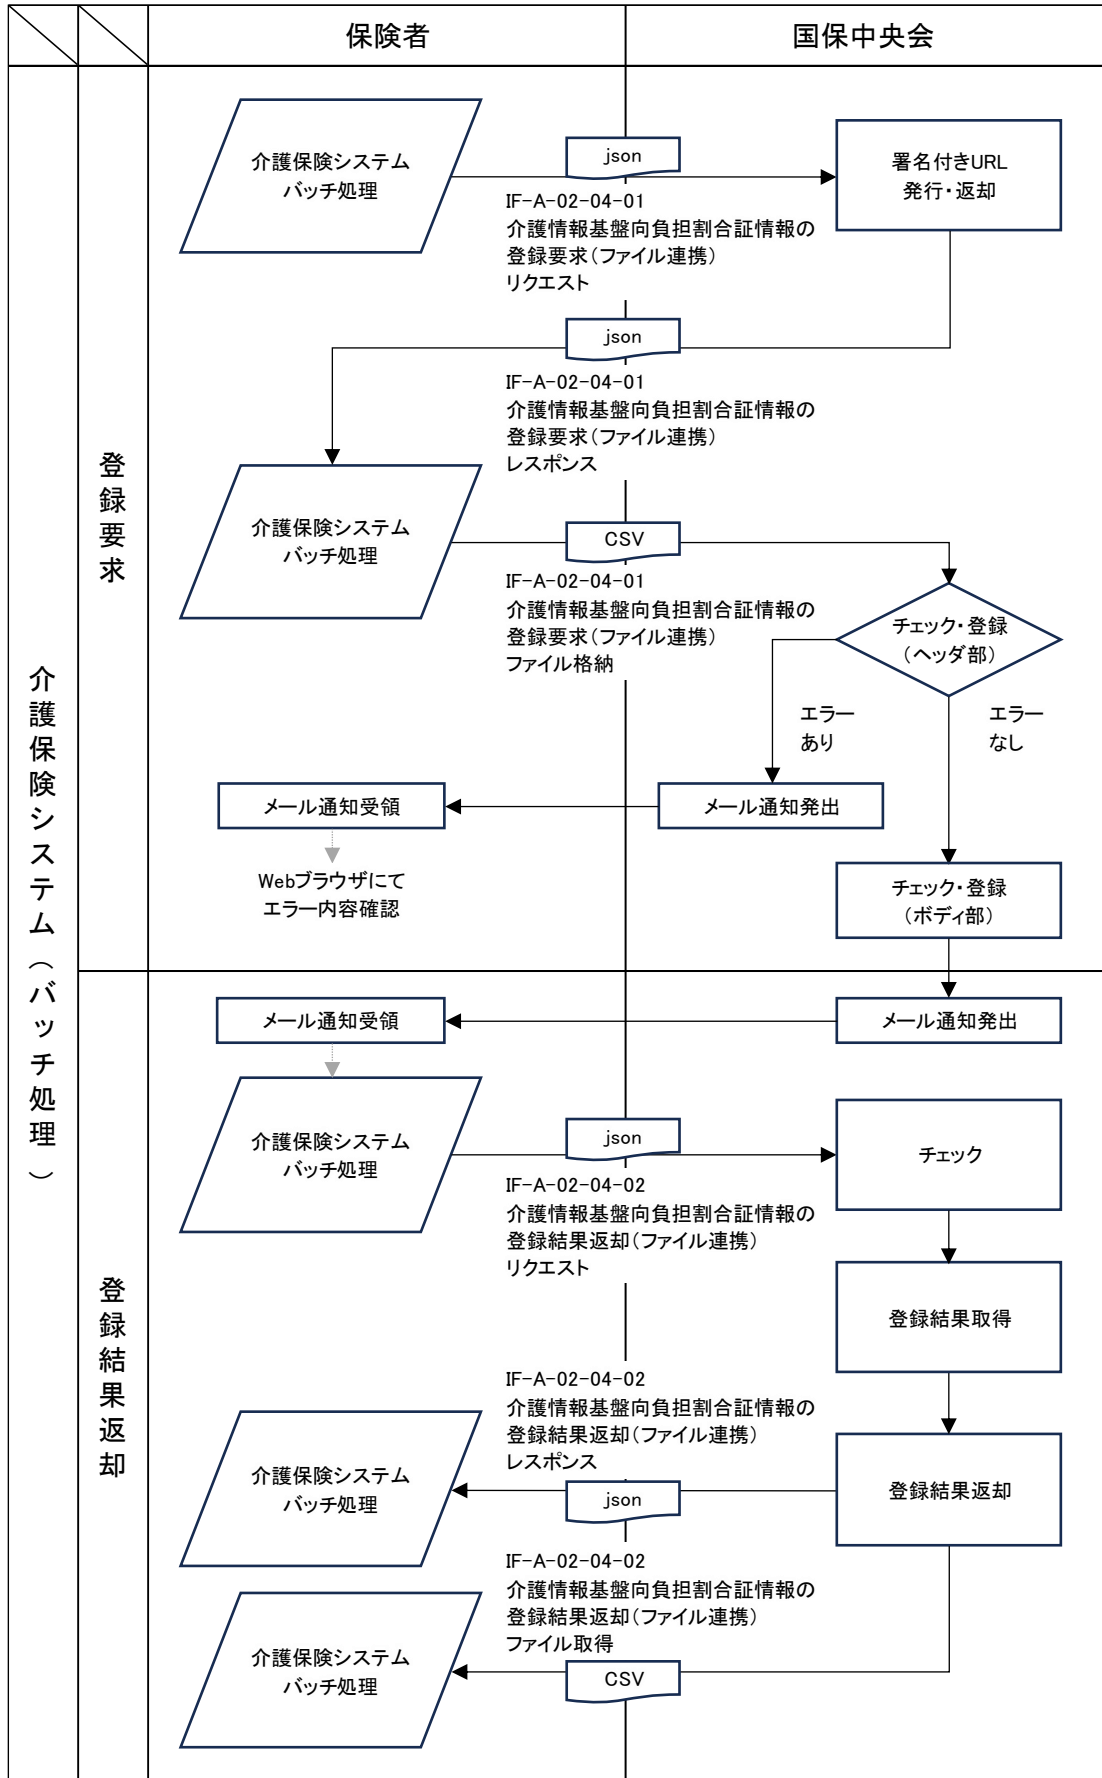 保険者
国保中央会
介護保険システム（バッチ処理）
登録要求
介護保険システム
バッチ処理
json
署名付きURL
発行・返却
IF-A-02-04-01
介護情報基盤向負担割合証情報の
登録要求（ファイル連携）
リクエスト
json
IF-A-02-04-01
介護情報基盤向負担割合証情報の
登録要求（ファイル連携）
レスポンス
介護保険システム
バッチ処理
CSV
IF-A-02-04-01
介護情報基盤向負担割合証情報の
登録要求（ファイル連携）
ファイル格納
チェック・登録
（ヘッダ部）
エラー
あり
エラー
なし
メール通知受領
メール通知発出
Webブラウザにて
エラー内容確認
チェック・登録
（ボディ部）
登録結果返却
メール通知受領
メール通知発出
介護保険システム
バッチ処理
json
チェック
IF-A-02-04-02
介護情報基盤向負担割合証情報の
登録結果返却（ファイル連携）
リクエスト
登録結果取得
IF-A-02-04-02
介護情報基盤向負担割合証情報の
登録結果返却（ファイル連携）
レスポンス
介護保険システム
バッチ処理
json
登録結果返却
IF-A-02-04-02
介護情報基盤向負担割合証情報の
登録結果返却（ファイル連携）
ファイル取得
介護保険システム
バッチ処理
CSV